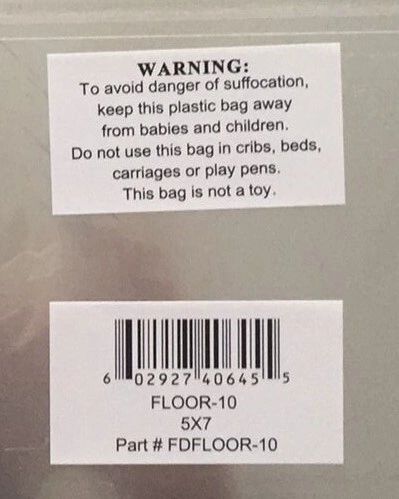 WARNING:
To avoid danger of suffocation,
keep this plastic bag away
from babies and children.
Do not use this bag in cribs, beds,
carriages or play pens.
This bag is not a toy.
6 02927 40645 5
FLOOR-10
5X7
Part # FDFLOOR-10